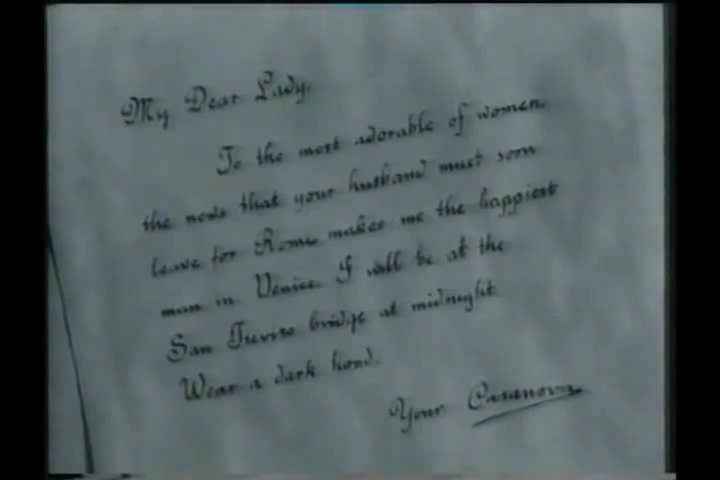 My Dear Lady,
To the most adorable of women,
the news that your husband must soon
leave for Rome makes me the happiest
man in Venice. I will be at the
San Treviso bridge at midnight
Wear a dark hood.
Your Casanova